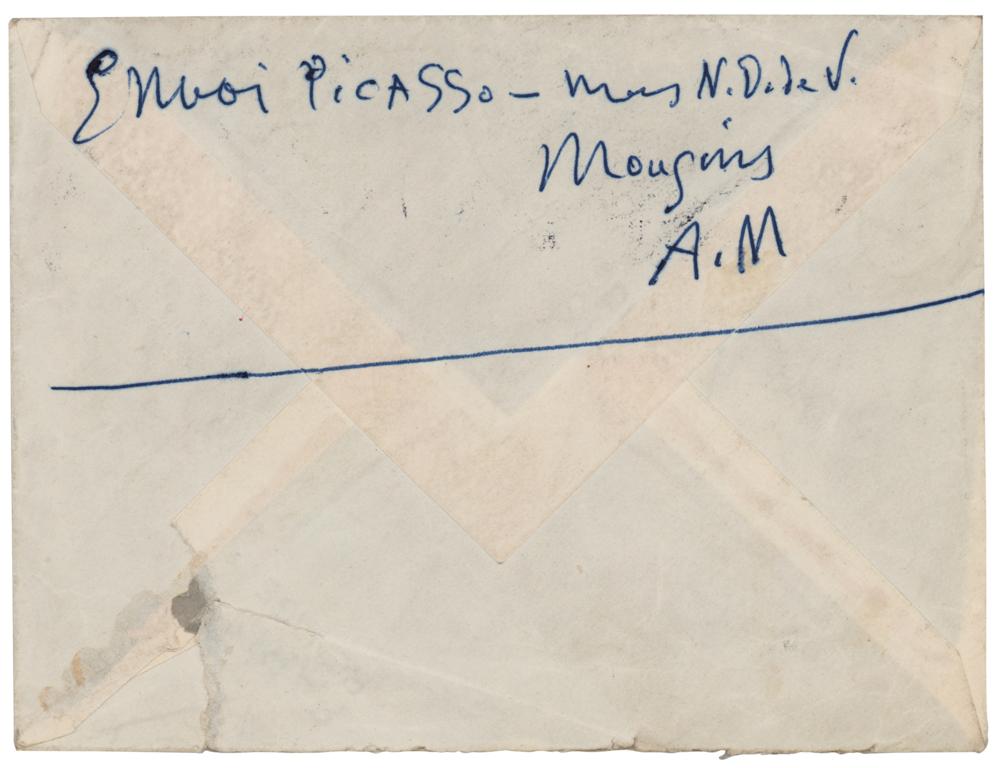 Envoi PiCASSo – Mas N.D. de V.
Mougins
A.M